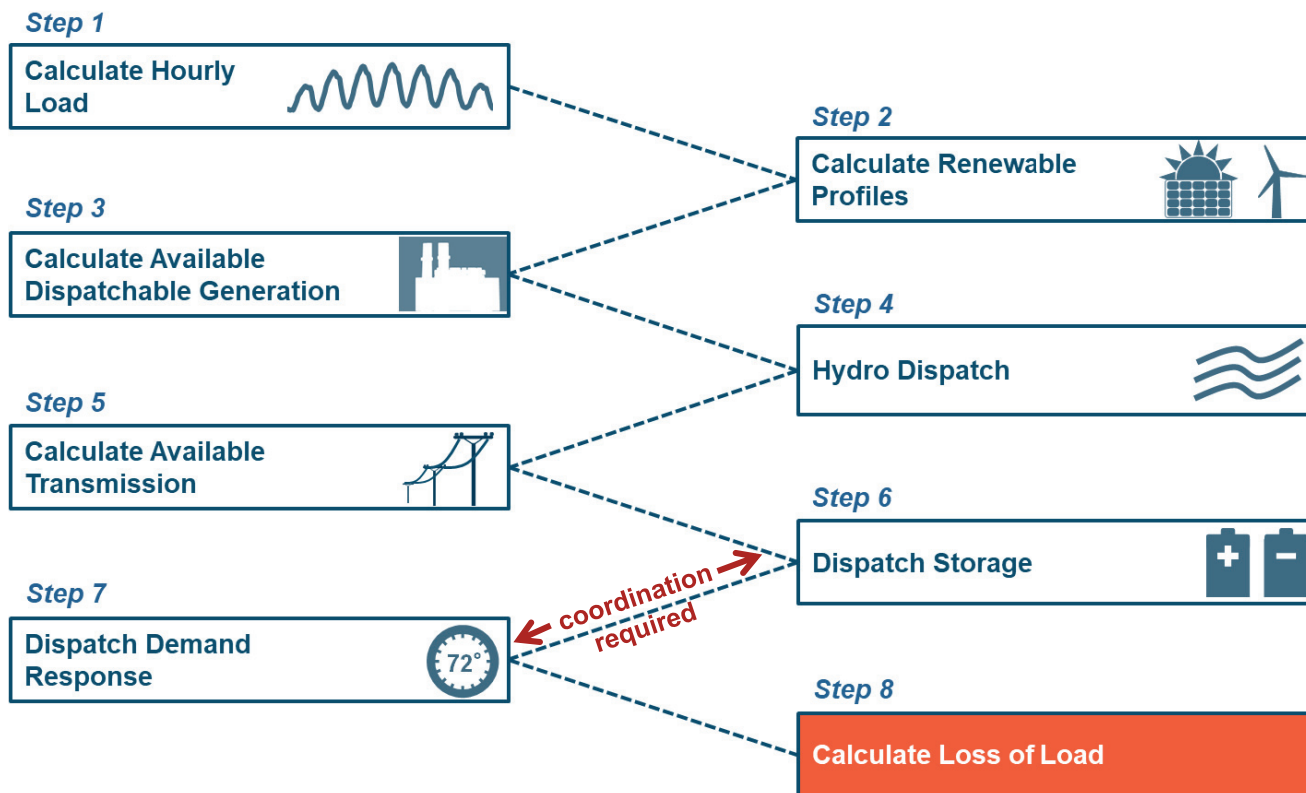 Step 1
Calculate Hourly
Load
Step 2
Calculate Renewable
Profiles
Step 3
Calculate Available
Dispatchable Generation
Step 4
Hydro Dispatch
Step 5
Calculate Available
Transmission
Step 6
Dispatch Storage
coordination
required
Step 7
Dispatch Demand
Response
72°
Step 8
Calculate Loss of Load